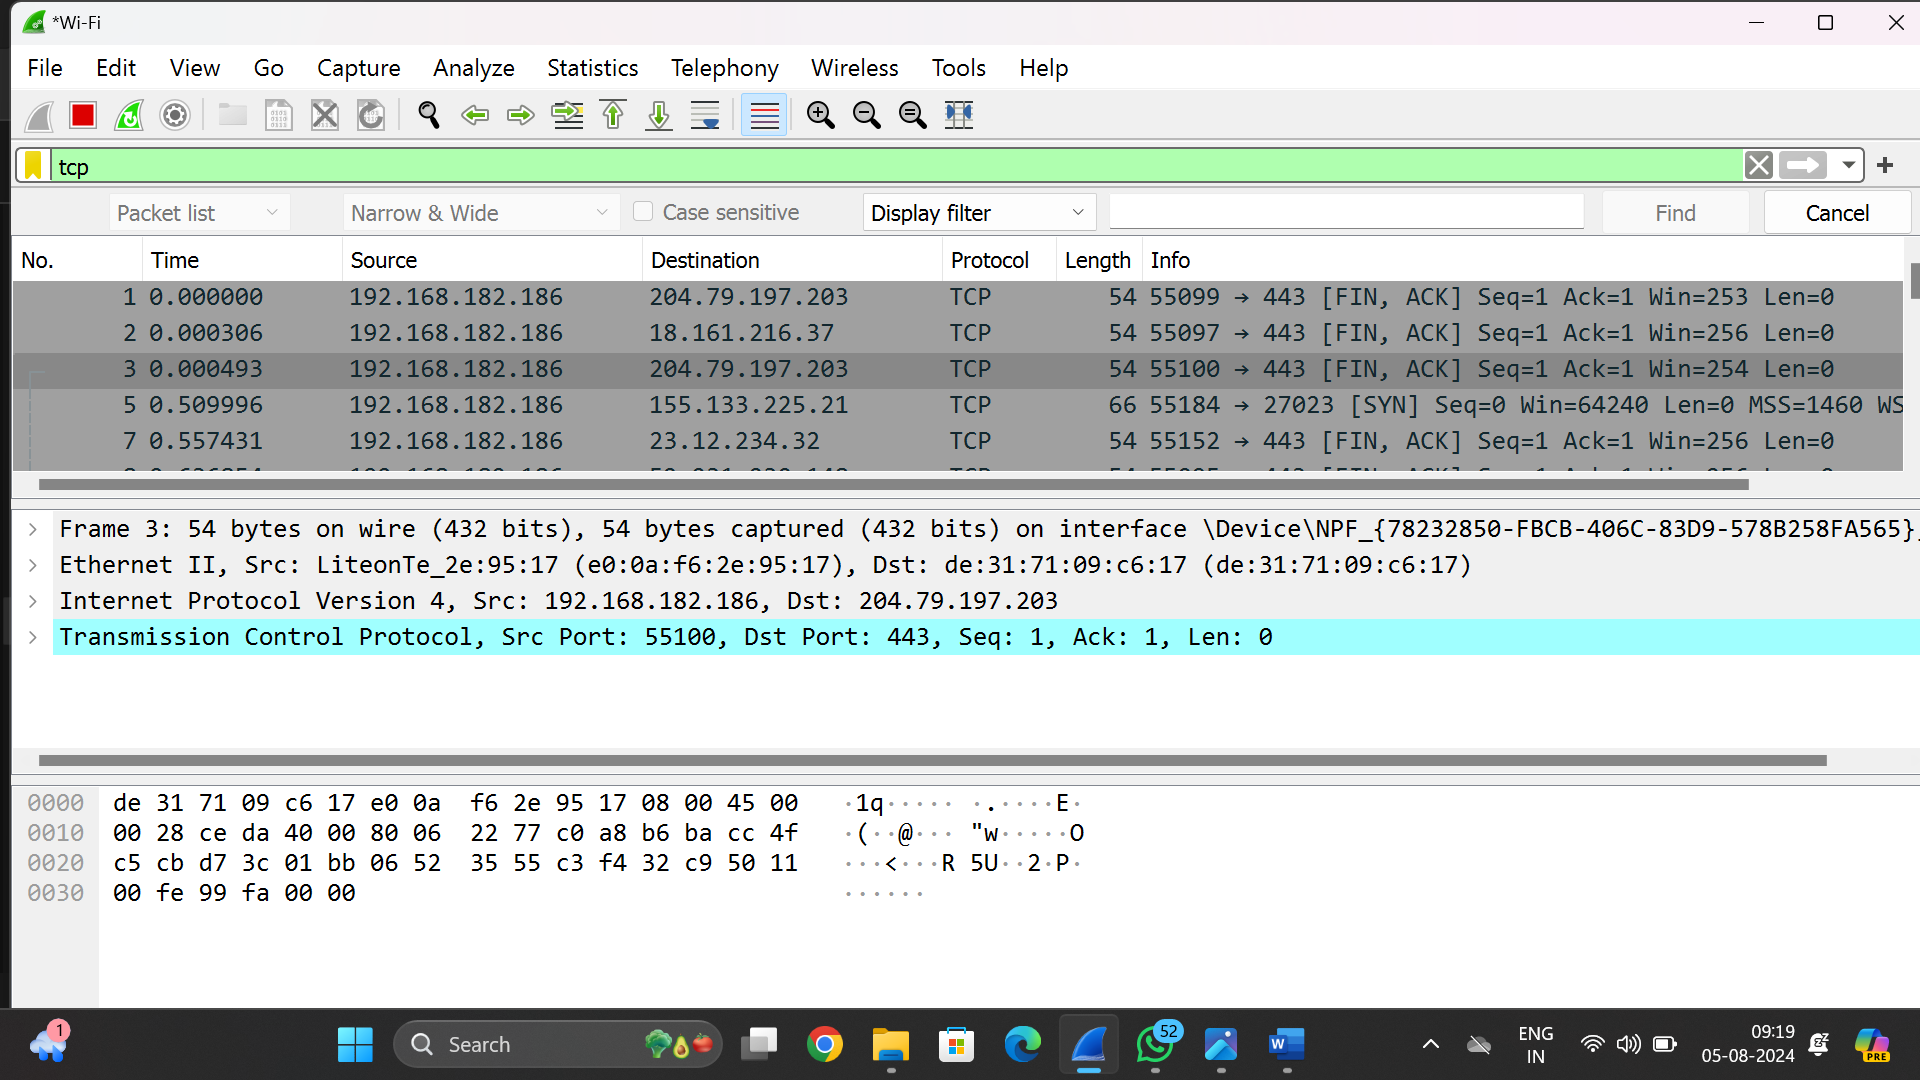 *Wi-Fi
File Edit View Go Capture Analyze Statistics Telephony Wireless Tools Help
tcp
Packet list Narrow & Wide Case sensitive Display filter Find Cancel
No. Time Source Destination Protocol Length Info
1 0.000000 192.168.182.186 204.79.197.203 TCP 54 55099 → 443 [FIN, ACK] Seq=1 Ack=1 Win=253 Len=0
2 0.000306 192.168.182.186 18.161.216.37 TCP 54 55097 → 443 [FIN, ACK] Seq=1 Ack=1 Win=256 Len=0
3 0.000493 192.168.182.186 204.79.197.203 TCP 54 55100 → 443 [FIN, ACK] Seq=1 Ack=1 Win=254 Len=0
5 0.509996 192.168.182.186 155.133.225.21 TCP 66 55184 → 27023 [SYN] Seq=0 Win=64240 Len=0 MSS=1460 WS
7 0.557431 192.168.182.186 23.12.234.32 TCP 54 55152 → 443 [FIN, ACK] Seq=1 Ack=1 Win=256 Len=0
Frame 3: 54 bytes on wire (432 bits), 54 bytes captured (432 bits) on interface \Device\NPF_{78232850-FBCB-406C-83D9-578B258FA565},
Ethernet II, Src: LiteonTe_2e:95:17 (e0:0a:f6:2e:95:17), Dst: de:31:71:09:c6:17 (de:31:71:09:c6:17)
Internet Protocol Version 4, Src: 192.168.182.186, Dst: 204.79.197.203
Transmission Control Protocol, Src Port: 55100, Dst Port: 443, Seq: 1, Ack: 1, Len: 0
0000 de 31 71 09 c6 17 e0 0a f6 2e 95 17 08 00 45 00 ·1q····· ·.····E·
0010 00 28 ce da 40 00 80 06 22 77 c0 a8 b6 ba cc 4f ·(··@··· "w·····O
0020 c5 cb d7 3c 01 bb 06 52 35 55 c3 f4 32 c9 50 11 ···<···R 5U··2·P·
0030 00 fe 99 fa 00 00 ······
1 Search 52 ENG 09:19
IN 05-08-2024 PRE